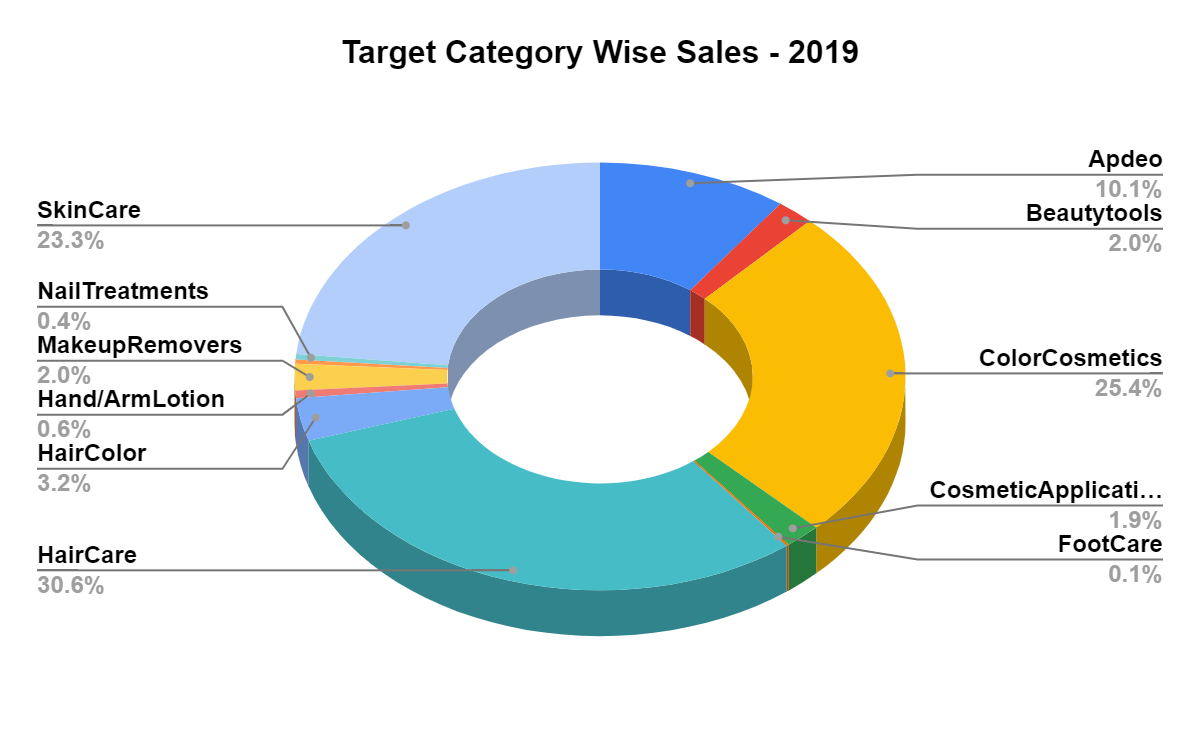 Target Category Wise Sales - 2019
Apdeo
10.1%
Beautytools
2.0%
ColorCosmetics
25.4%
CosmeticApplicati…
1.9%
FootCare
0.1%
SkinCare
23.3%
NailTreatments
0.4%
MakeupRemovers
2.0%
Hand/ArmLotion
0.6%
HairColor
3.2%
HairCare
30.6%